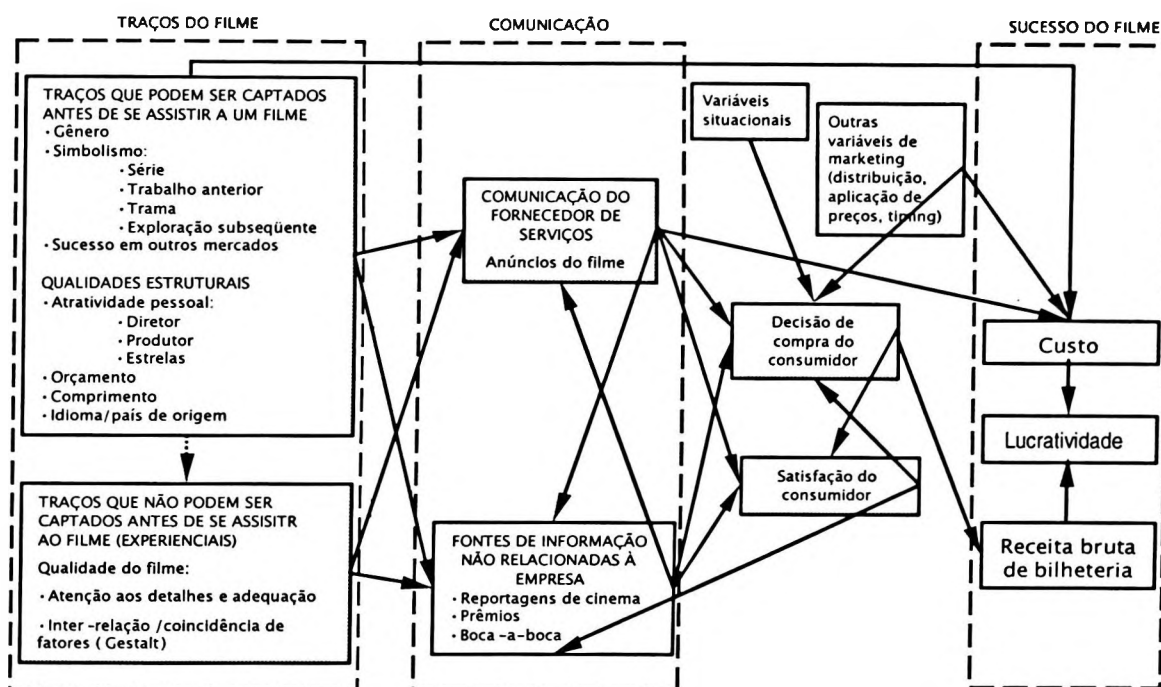 TRAÇOS DO FILME
TRAÇOS QUE PODEM SER CAPTADOS
ANTES DE SE ASSISTIR A UM FILME
· Gênero
· Simbolismo:
· Série
· Trabalho anterior
· Trama
· Exploração subseqüente
· Sucesso em outros mercados
QUALIDADES ESTRUTURAIS
· Atratividade pessoal:
· Diretor
· Produtor
· Estrelas
· Orçamento
· Comprimento
· Idioma/país de origem
TRAÇOS QUE NÃO PODEM SER
CAPTADOS ANTES DE SE ASSISITR
AO FILME (EXPERIENCIAIS)
Qualidade do filme:
· Atenção aos detalhes e adequação
· Inter-relação /coincidência de
fatores ( Gestalt)
COMUNICAÇÃO
COMUNICAÇÃO DO
FORNECEDOR DE
SERVIÇOS
Anúncios do filme
FONTES DE INFORMAÇÃO
NÃO RELACIONADAS À
EMPRESA
· Reportagens de cinema
· Prêmios
· Boca -a-boca
Variáveis
situacionais
Outras
variáveis de
marketing
(distribuição,
aplicação de
preços, timing)
Decisão de
compra do
consumidor
Satisfação do
consumidor
SUCESSO DO FILME
Custo
Lucratividade
Receita bruta
de bilheteria